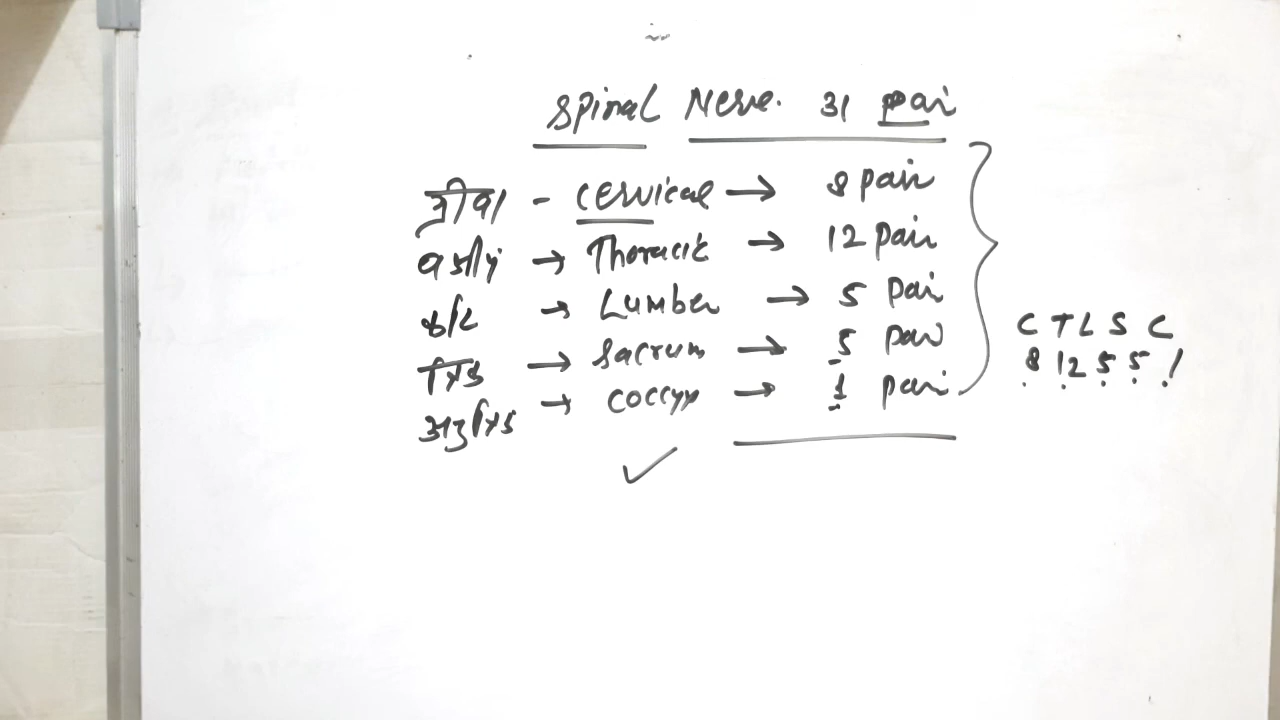 Spinal Nerve. 31 pair
ग्रीवा - Cervical → 8 pair
वक्षीय → Thoracic → 12 pair
कटि → Lumber → 5 pair
त्रिक → Sacrum → 5 pair
अनुत्रिक → Coccyx → 1 pair
C T L S C
8 12 5 5 1